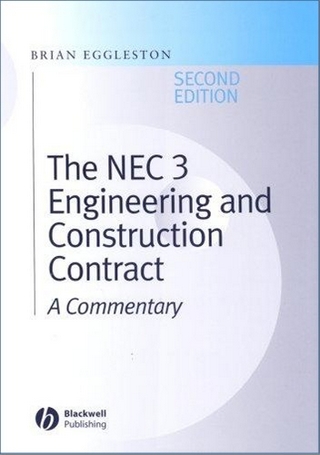 BRIAN EGGLESTON
SECOND
EDITION
The NEC 3
Engineering and
Construction
Contract
A Commentary
Blackwell
Publishing